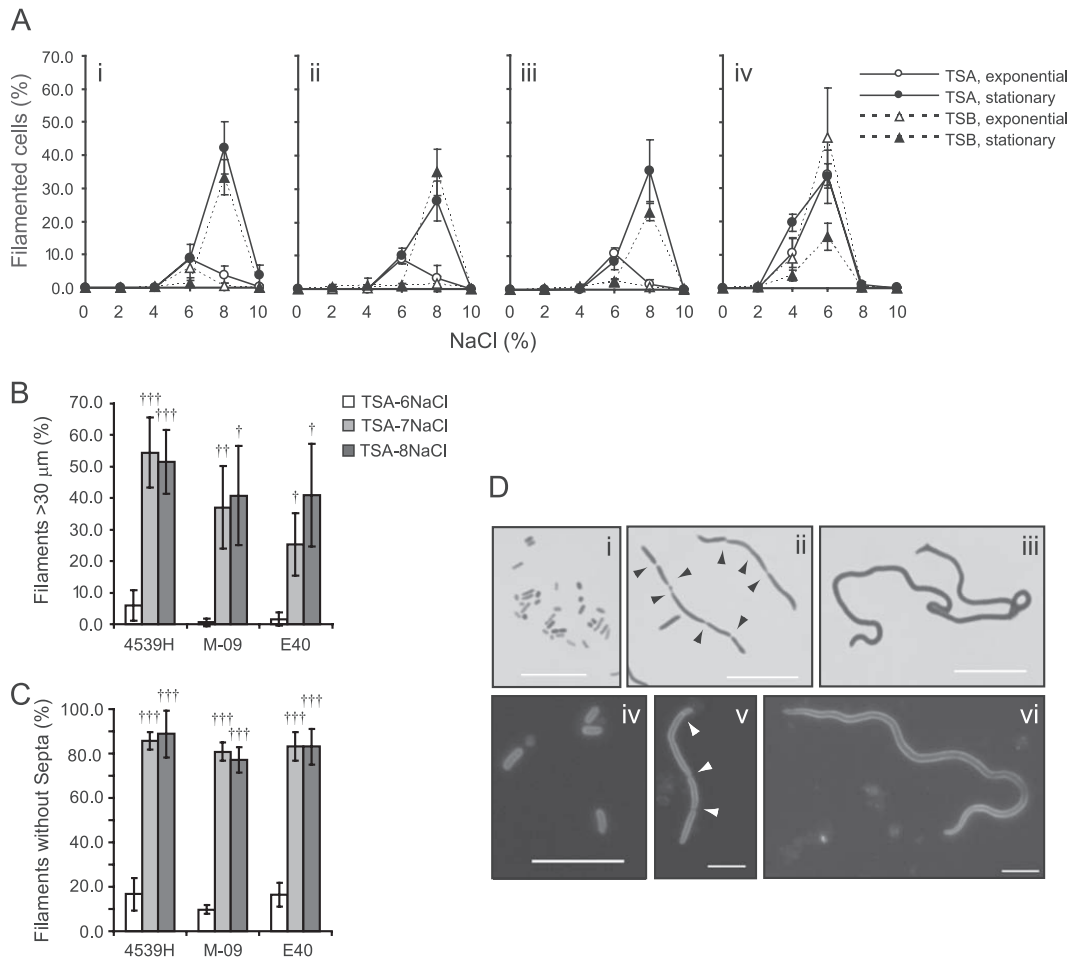 A
70.0
60.0
50.0
40.0
30.0
20.0
10.0
0.0
Filamented cells (%)
i
ii
iii
iv
0 2 4 6 8 10
0 2 4 6 8 10
0 2 4 6 8 10
0 2 4 6 8 10
NaCl (%)
TSA, exponential
TSA, stationary
TSB, exponential
TSB, stationary
B
70.0
60.0
50.0
40.0
30.0
20.0
10.0
0.0
Filaments >30 μm (%)
††† ††† †† † † †
4539H M-09 E40
TSA-6NaCl
TSA-7NaCl
TSA-8NaCl
C
100.0
80.0
60.0
40.0
20.0
0.0
Filaments without Septa (%)
††† ††† ††† ††† ††† †††
4539H M-09 E40
D
i
ii
iii
iv
v
vi